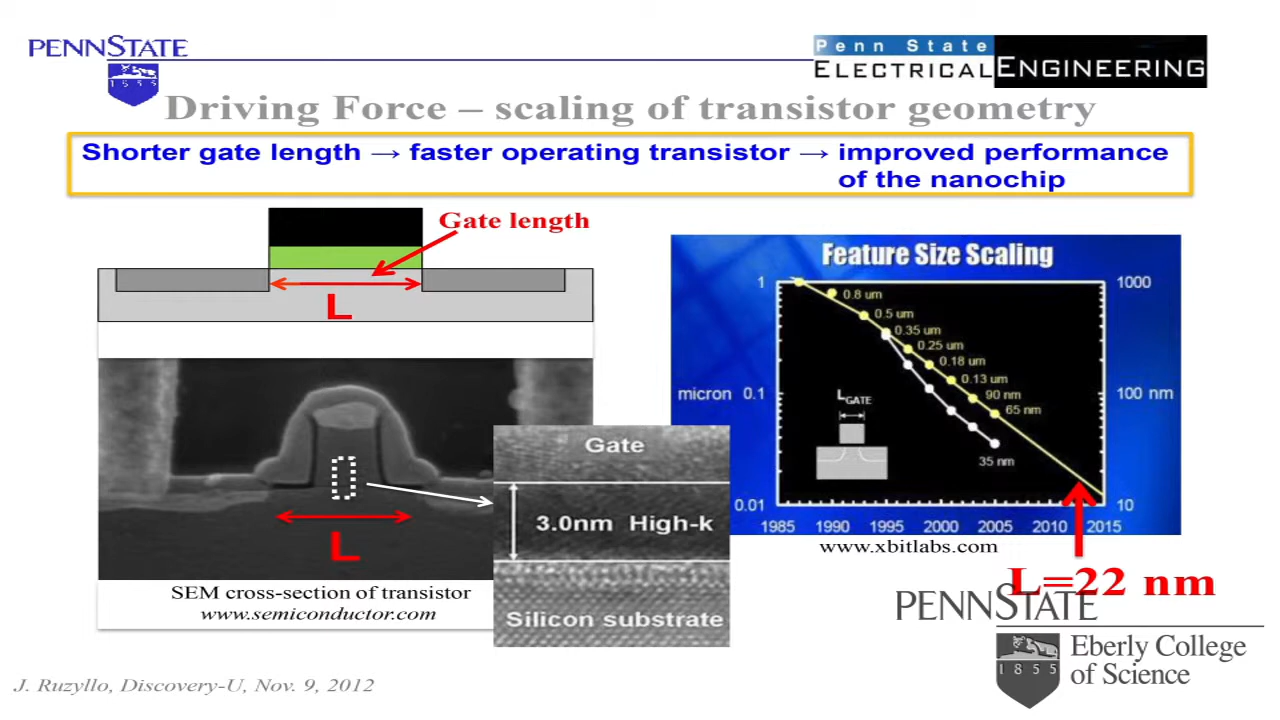 PENNSTATE
1855
Penn State
ELECTRICAL ENGINEERING
Driving Force – scaling of transistor geometry
Shorter gate length → faster operating transistor → improved performance
of the nanochip
Gate length
L
L
SEM cross-section of transistor
www.semiconductor.com
Gate
3.0nm High-k
Silicon substrate
Feature Size Scaling
1
1000
0.8 um
0.5 um
0.35 um
0.25 um
0.18 um
0.13 um
90 nm
65 nm
35 nm
micron 0.1
100 nm
LGATE
0.01
10
1985 1990 1995 2000 2005 2010 2015
www.xbitlabs.com
L=22 nm
PENNSTATE
1855
Eberly College
of Science
J. Ruzyllo, Discovery-U, Nov. 9, 2012